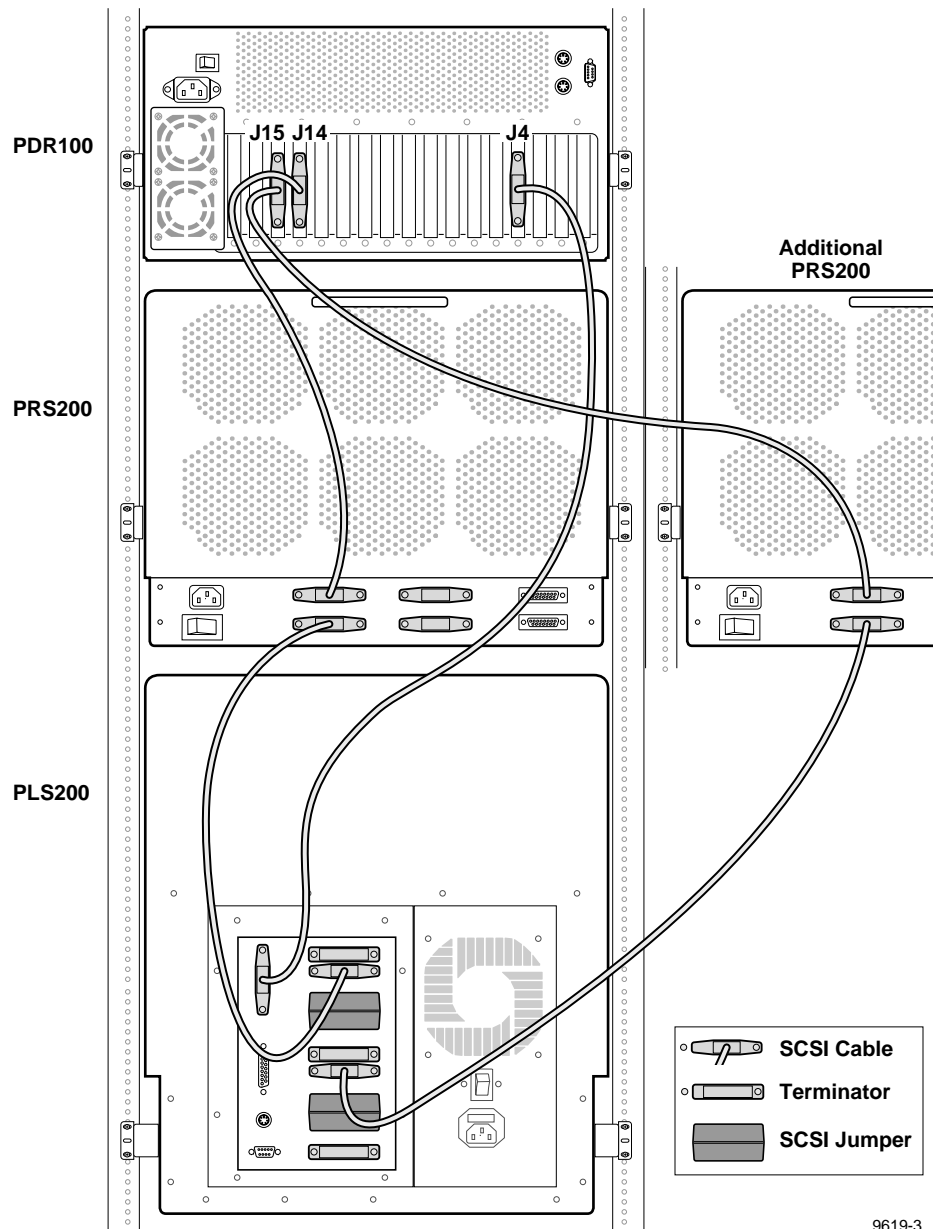 J15 J14 J4
PDR100
Additional
PRS200
PRS200
PLS200
SCSI Cable
Terminator
SCSI Jumper
9619-3